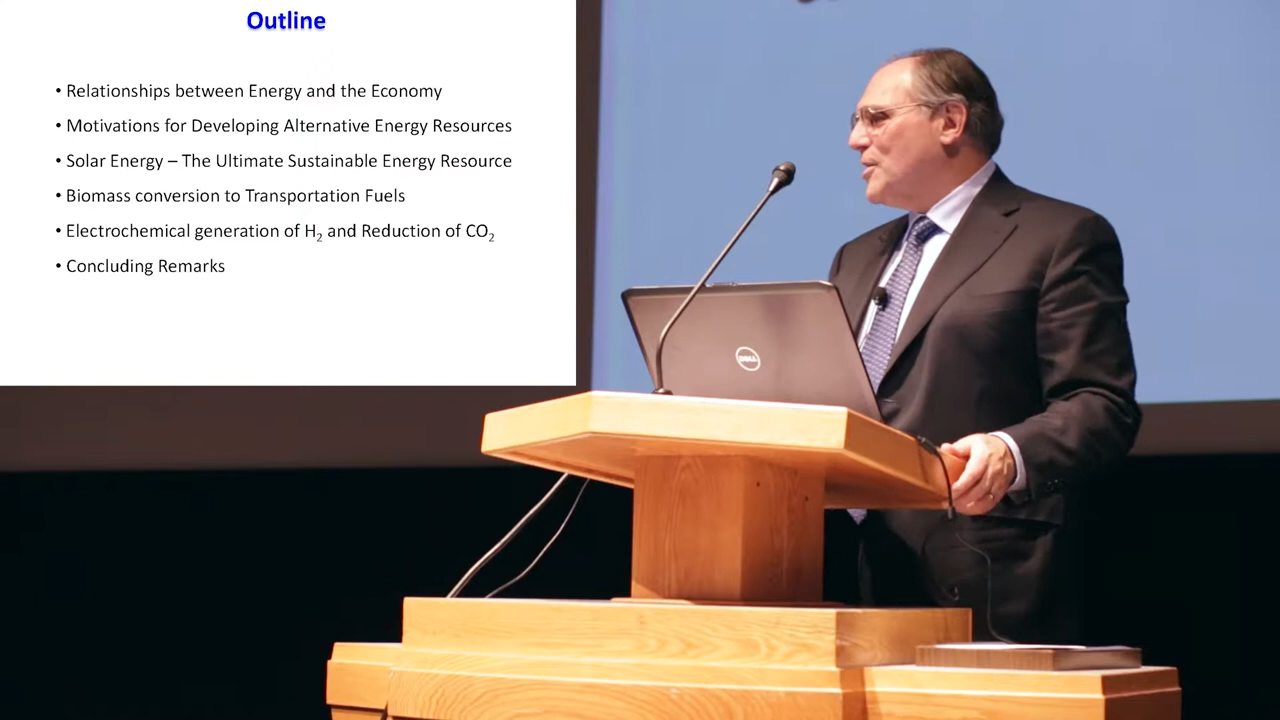 Outline
• Relationships between Energy and the Economy
• Motivations for Developing Alternative Energy Resources
• Solar Energy – The Ultimate Sustainable Energy Resource
• Biomass conversion to Transportation Fuels
• Electrochemical generation of H₂ and Reduction of CO₂
• Concluding Remarks
DELL